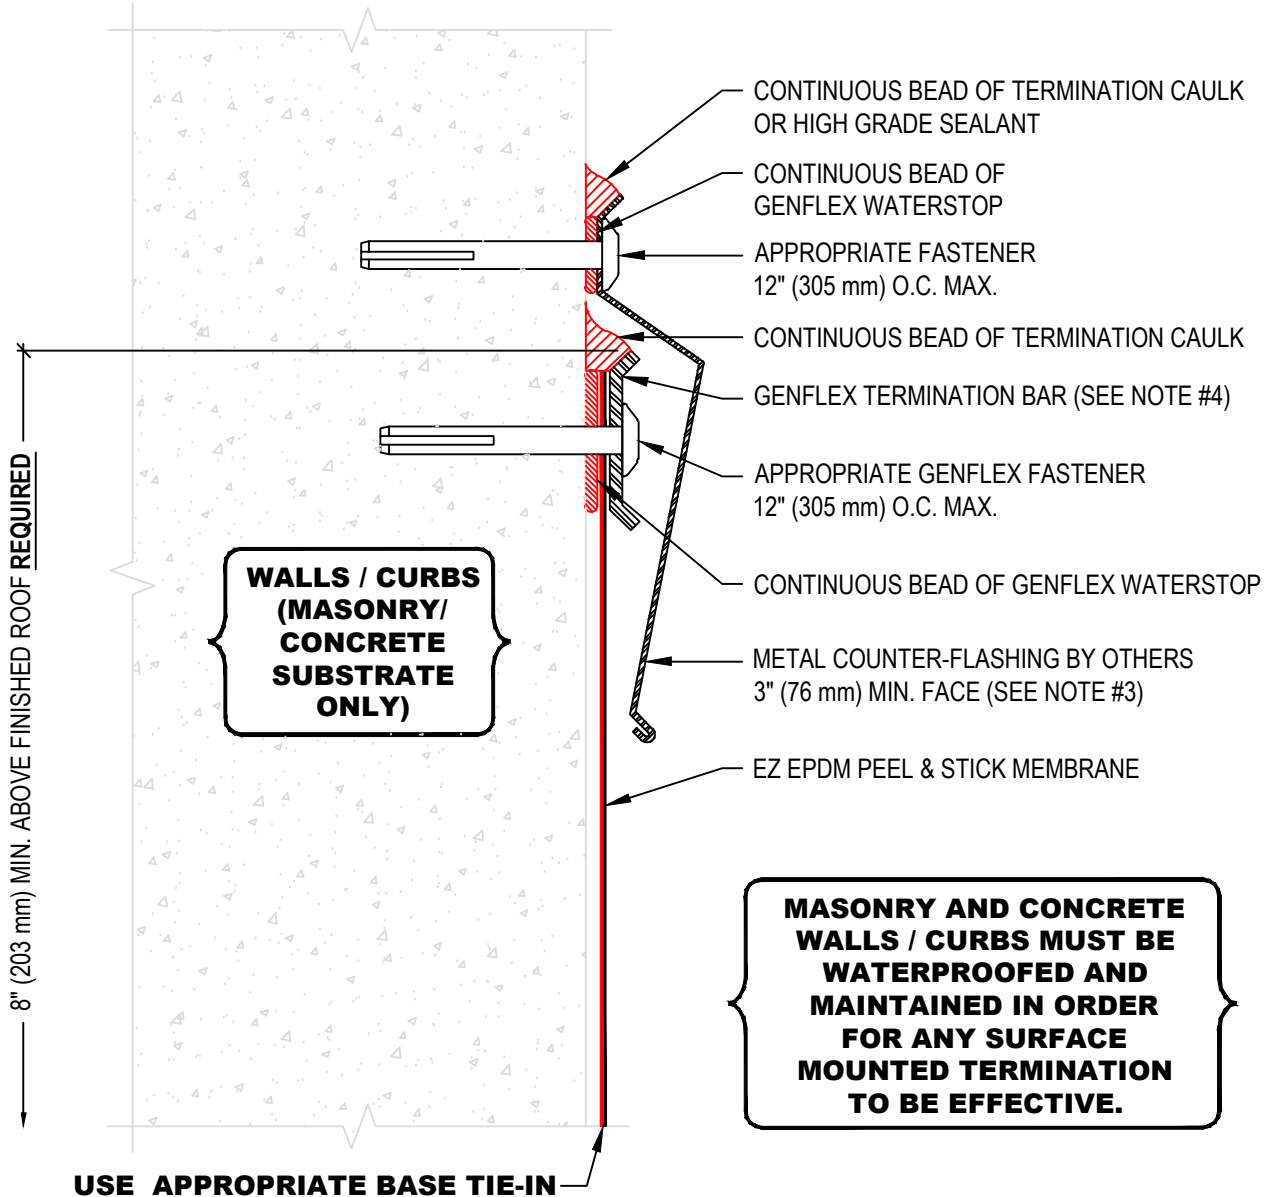 CONTINUOUS BEAD OF TERMINATION CAULK
OR HIGH GRADE SEALANT
CONTINUOUS BEAD OF
GENFLEX WATERSTOP
APPROPRIATE FASTENER
12" (305 mm) O.C. MAX.
CONTINUOUS BEAD OF TERMINATION CAULK
GENFLEX TERMINATION BAR (SEE NOTE #4)
APPROPRIATE GENFLEX FASTENER
12" (305 mm) O.C. MAX.
CONTINUOUS BEAD OF GENFLEX WATERSTOP
METAL COUNTER-FLASHING BY OTHERS
3" (76 mm) MIN. FACE (SEE NOTE #3)
EZ EPDM PEEL & STICK MEMBRANE
8" (203 mm) MIN. ABOVE FINISHED ROOF REQUIRED
WALLS / CURBS
(MASONRY/
CONCRETE
SUBSTRATE
ONLY)
MASONRY AND CONCRETE
WALLS / CURBS MUST BE
WATERPROOFED AND
MAINTAINED IN ORDER
FOR ANY SURFACE
MOUNTED TERMINATION
TO BE EFFECTIVE.
USE APPROPRIATE BASE TIE-IN